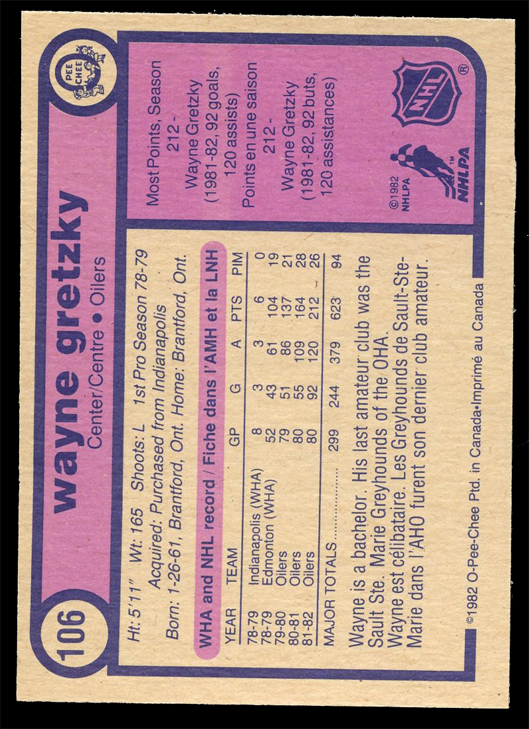 106
wayne gretzky
Center/Centre • Oilers
O PEE CHEE
Ht: 5'11" Wt: 165 Shoots: L 1st Pro Season 78-79
Acquired: Purchased from Indianapolis
Born: 1-26-61, Brantford, Ont. Home: Brantford, Ont.
WHA and NHL record / Fiche dans l'AMH et la LNH
YEAR TEAM GP G A PTS PIM
78-79 Indianapolis (WHA) 8 3 3 6 0
78-79 Edmonton (WHA) 52 43 61 104 19
79-80 Oilers 79 51 86 137 21
80-81 Oilers 80 55 109 164 28
81-82 Oilers 80 92 120 212 26
MAJOR TOTALS 299 244 379 623 94
Wayne is a bachelor. His last amateur club was the
Sault Ste. Marie Greyhounds of the OHA.
Wayne est célibataire. Les Greyhounds de Sault-Ste-
Marie dans l'AHO furent son dernier club amateur.
Most Points, Season
212 -
Wayne Gretzky
(1981-82, 92 goals,
120 assists)
Points en une saison
212 -
Wayne Gretzky
(1981-82, 92 buts,
120 assistances)
©1982
NHLPA
NHLPA™
NHL®
©1982 O-Pee-Chee Ptd. in Canada•Imprimé au Canada